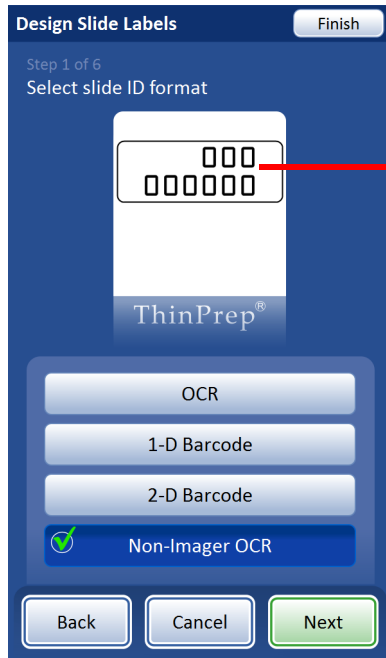 Design Slide Labels Finish
Step 1 of 6
Select slide ID format
000
000000
ThinPrep®
OCR
1-D Barcode
2-D Barcode
Non-Imager OCR
Back Cancel Next